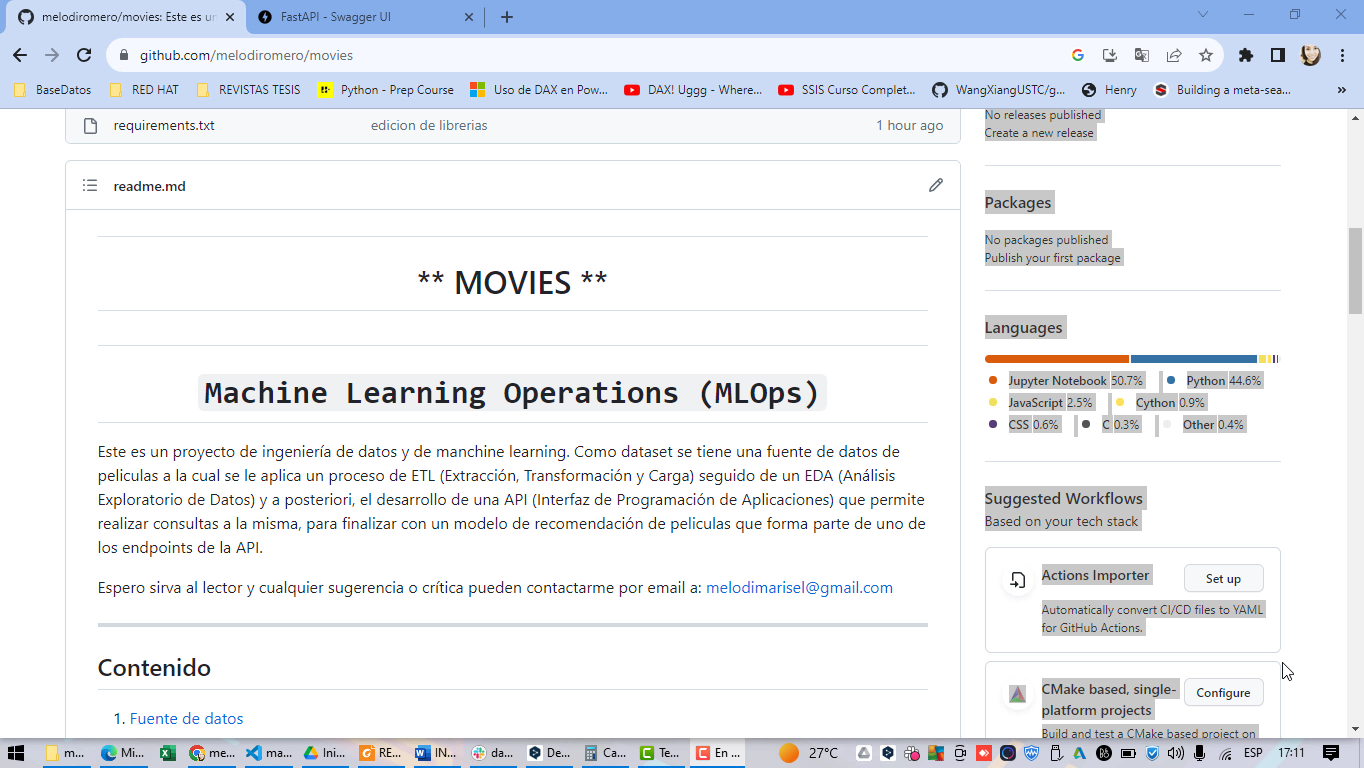 melodiromero/movies: Este es un
FastAPI - Swagger UI
github.com/melodiromero/movies
BaseDatos
RED HAT
REVISTAS TESIS
Python - Prep Course
Uso de DAX en Pow...
DAX! Uggg - Where...
SSIS Curso Complet...
WangXiangUSTC/g...
Henry
Building a meta-sea...
»
requirements.txt
edicion de librerias
1 hour ago
readme.md
** MOVIES **
Machine Learning Operations (MLOps)
Este es un proyecto de ingeniería de datos y de manchine learning. Como dataset se tiene una fuente de datos de
peliculas a la cual se le aplica un proceso de ETL (Extracción, Transformación y Carga) seguido de un EDA (Análisis
Exploratorio de Datos) y a posteriori, el desarrollo de una API (Interfaz de Programación de Aplicaciones) que permite
realizar consultas a la misma, para finalizar con un modelo de recomendación de peliculas que forma parte de uno de
los endpoints de la API.
Espero sirva al lector y cualquier sugerencia o crítica pueden contactarme por email a: melodimarisel@gmail.com
Contenido
1. Fuente de datos
No releases published
Create a new release
Packages
No packages published
Publish your first package
Languages
Jupyter Notebook 50.7%
Python 44.6%
JavaScript 2.5%
Cython 0.9%
CSS 0.6%
C 0.3%
Other 0.4%
Suggested Workflows
Based on your tech stack
Actions Importer
Set up
Automatically convert CI/CD files to YAML
for GitHub Actions.
CMake based, single-
platform projects
Configure
Build and test a CMake based project on
m...
Mi...
me...
ma...
Ini...
RE...
IN...
da...
De...
Ca...
Te...
En ...
27°C
ESP
17:11